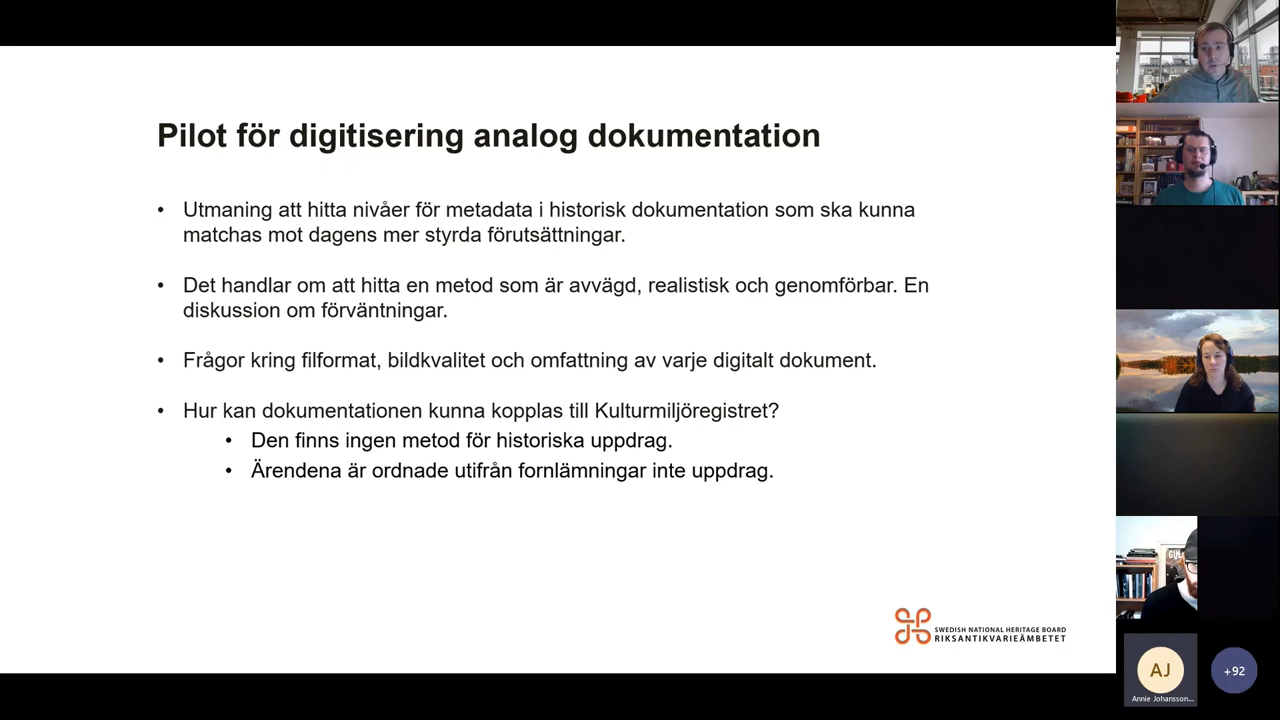 Pilot för digitisering analog dokumentation
• Utmaning att hitta nivåer för metadata i historisk dokumentation som ska kunna
matchas mot dagens mer styrda förutsättningar.
• Det handlar om att hitta en metod som är avvägd, realistisk och genomförbar. En
diskussion om förväntningar.
• Frågor kring filformat, bildkvalitet och omfattning av varje digitalt dokument.
• Hur kan dokumentationen kunna kopplas till Kulturmiljöregistret?
• Den finns ingen metod för historiska uppdrag.
• Ärendena är ordnade utifrån fornlämningar inte uppdrag.
SWEDISH NATIONAL HERITAGE BOARD
RIKSANTIKVARIEÄMBETET
AJ
Annie Johansson...
+92